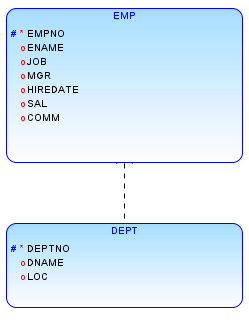 EMP
# * EMPNO
o ENAME
o JOB
o MGR
o HIREDATE
o SAL
o COMM
DEPT
# * DEPTNO
o DNAME
o LOC